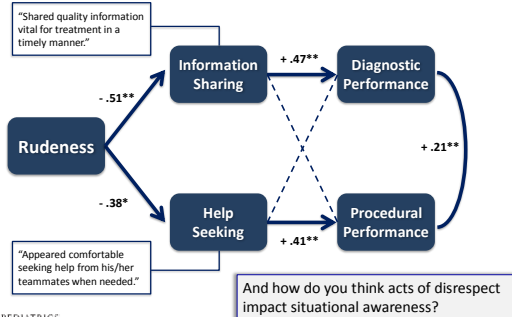 “Shared quality information
vital for treatment in a
timely manner.”
Information
Sharing
+ .47**
Diagnostic
Performance
- .51**
Rudeness
+ .21**
- .38*
Help
Seeking
+ .41**
Procedural
Performance
“Appeared comfortable
seeking help from his/her
teammates when needed.”
And how do you think acts of disrespect
impact situational awareness?